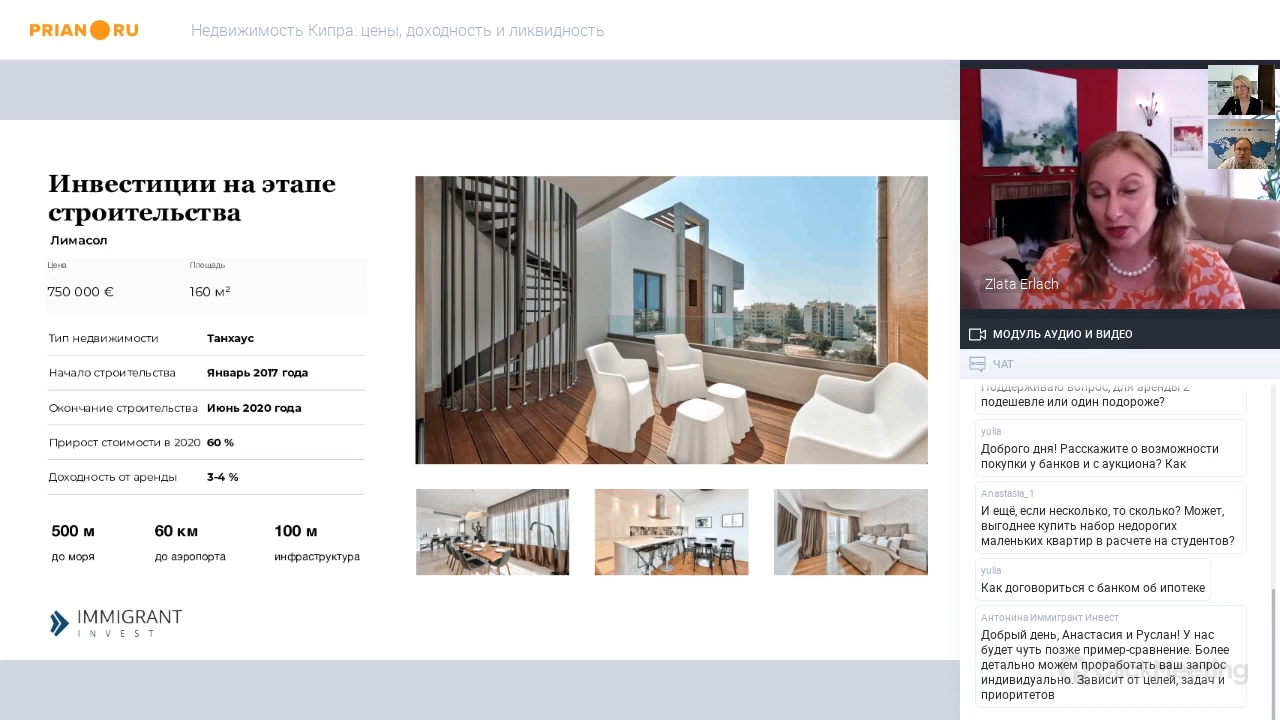 PRIAN RU
Недвижимость Кипра: цены, доходность и ликвидность
Инвестиции на этапе
строительства
Лимасол
Цена
Площадь
750 000 €
160 м²
Тип недвижимости
Танхаус
Начало строительства
Январь 2017 года
Окончание строительства
Июнь 2020 года
Прирост стоимости в 2020
60 %
Доходность от аренды
3-4 %
500 м
60 км
100 м
до моря
до аэропорта
инфраструктура
IMMIGRANT
INVEST
Zlata Erlach
МОДУЛЬ АУДИО И ВИДЕО
ЧАТ
Поддерживаю вопрос, для аренды 2
подешевле или один подороже?
yulia
Доброго дня! Расскажите о возможности
покупки у банков и с аукциона? Как
Anastasia_1
И ещё, если несколько, то сколько? Может,
выгоднее купить набор недорогих
маленьких квартир в расчете на студентов?
yulia
Как договориться с банком об ипотеке
Антонина Иммигрант Инвест
Добрый день, Анастасия и Руслан! У нас
будет чуть позже пример-сравнение. Более
детально можем проработать ваш запрос
индивидуально. Зависит от целей, задач и
приоритетов
ClickMeeting